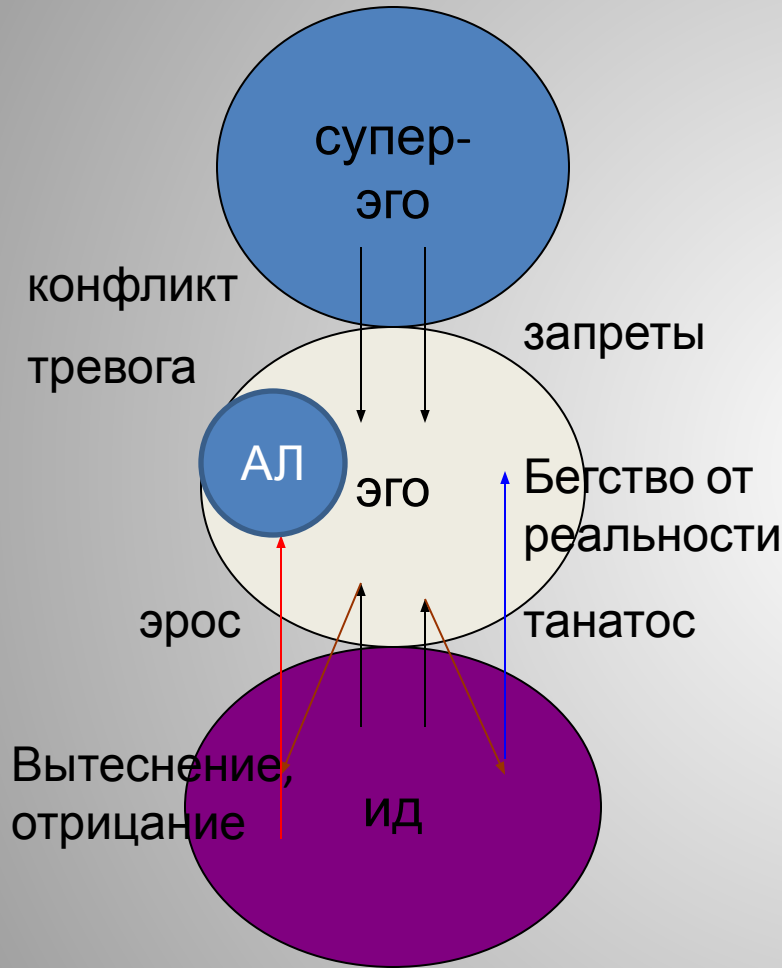 супер-
эго
конфликт
запреты
тревога
АЛ
эго
Бегство от
реальности
эрос
танатос
Вытеснение,
отрицание
ид